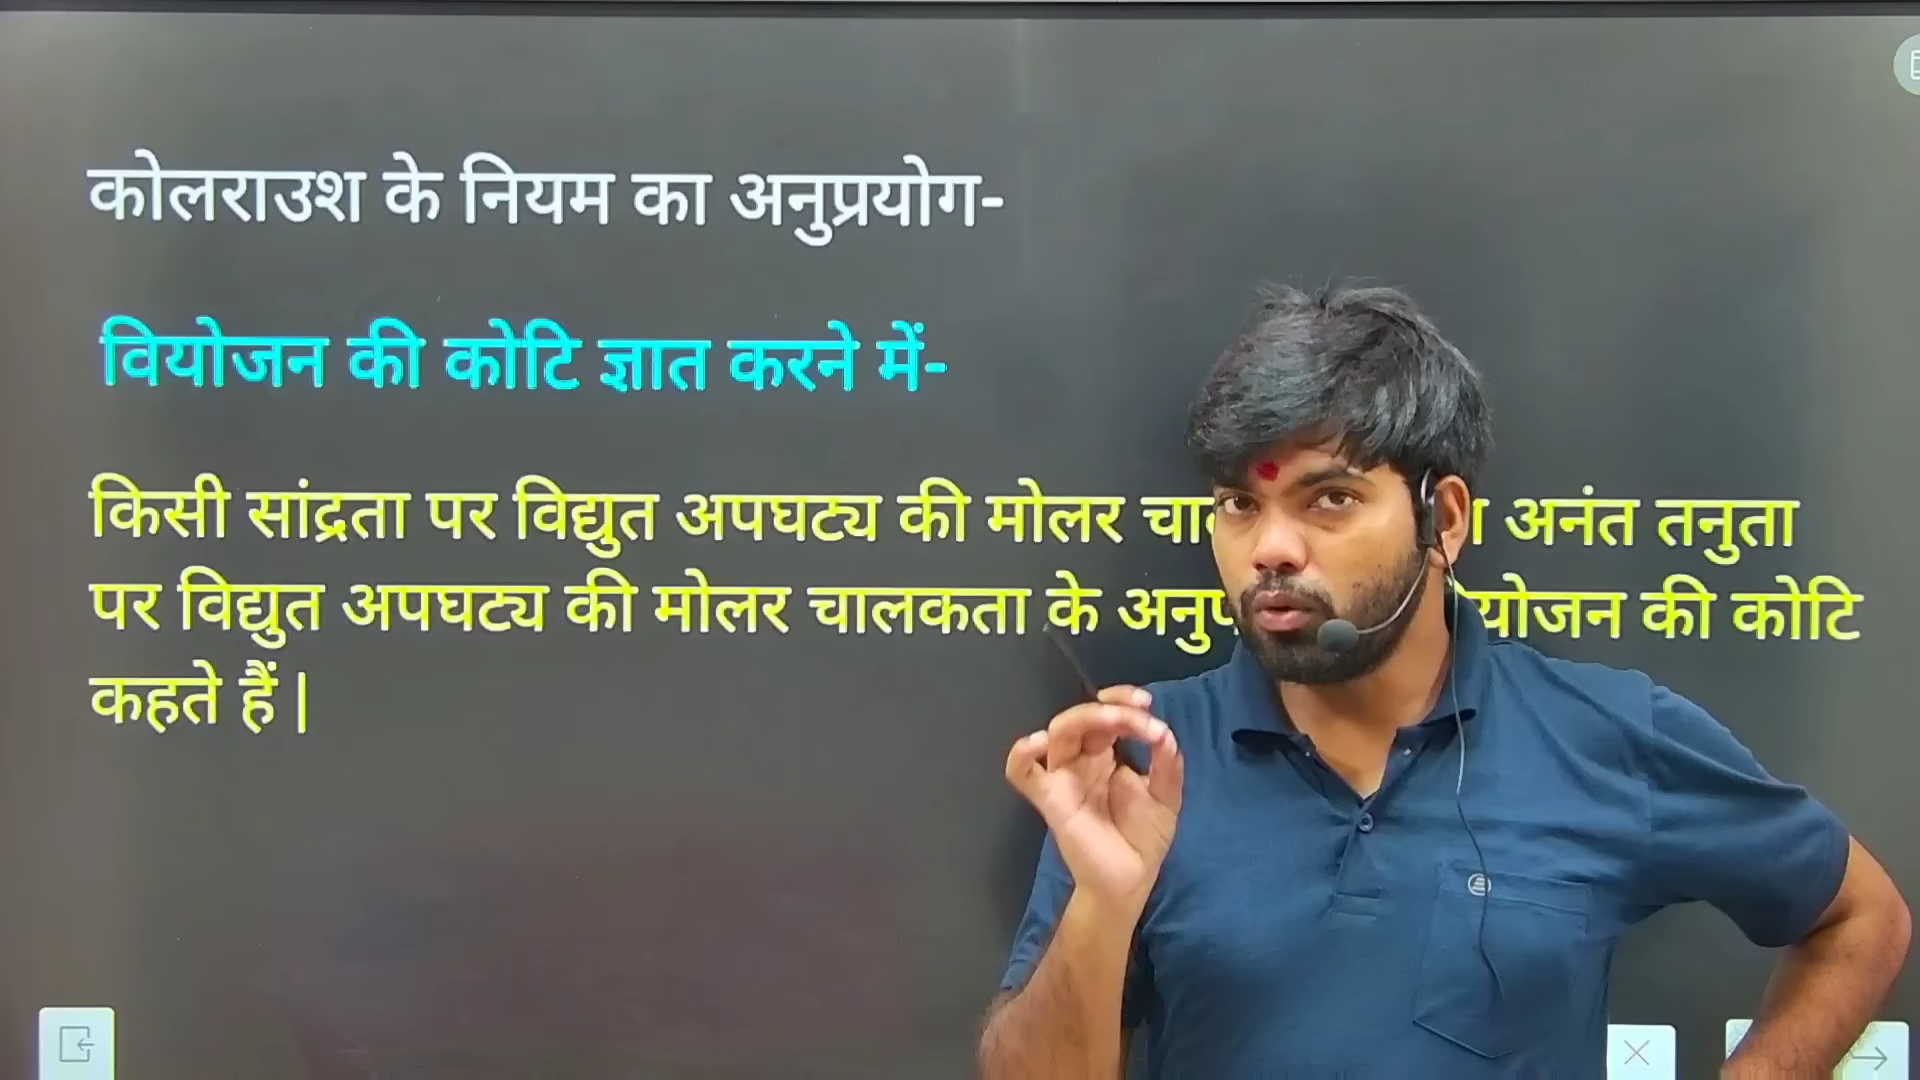 कोलराउश के नियम का अनुप्रयोग-
वियोजन की कोटि ज्ञात करने में-
किसी सांद्रता पर विद्युत अपघट्य की मोलर अनंत तनुता
पर विद्युत अपघट्य की मोलर चालकता के की कोटि
कहते हैं |